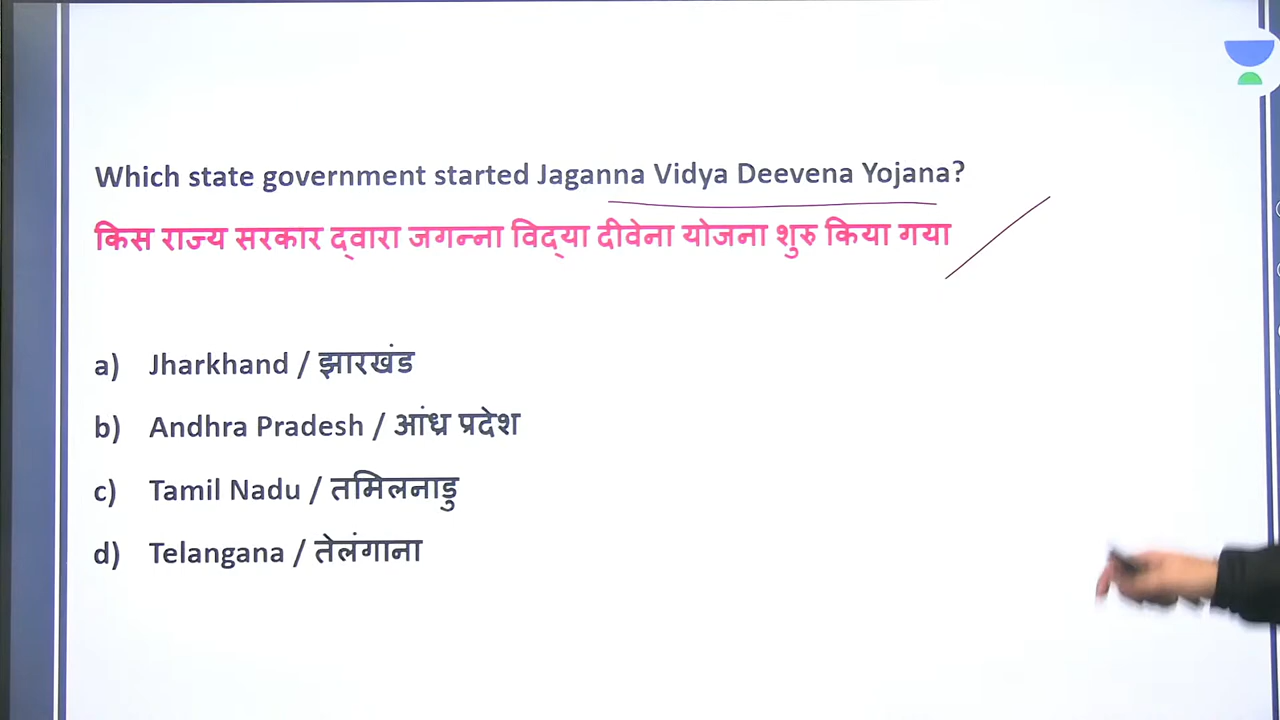 Which state government started Jaganna Vidya Deevena Yojana?
किस राज्य सरकार द्वारा जगन्ना विद्या दीवेना योजना शुरु किया गया
a) Jharkhand / झारखंड
b) Andhra Pradesh / आंध्र प्रदेश
c) Tamil Nadu / तमिलनाडु
d) Telangana / तेलंगाना